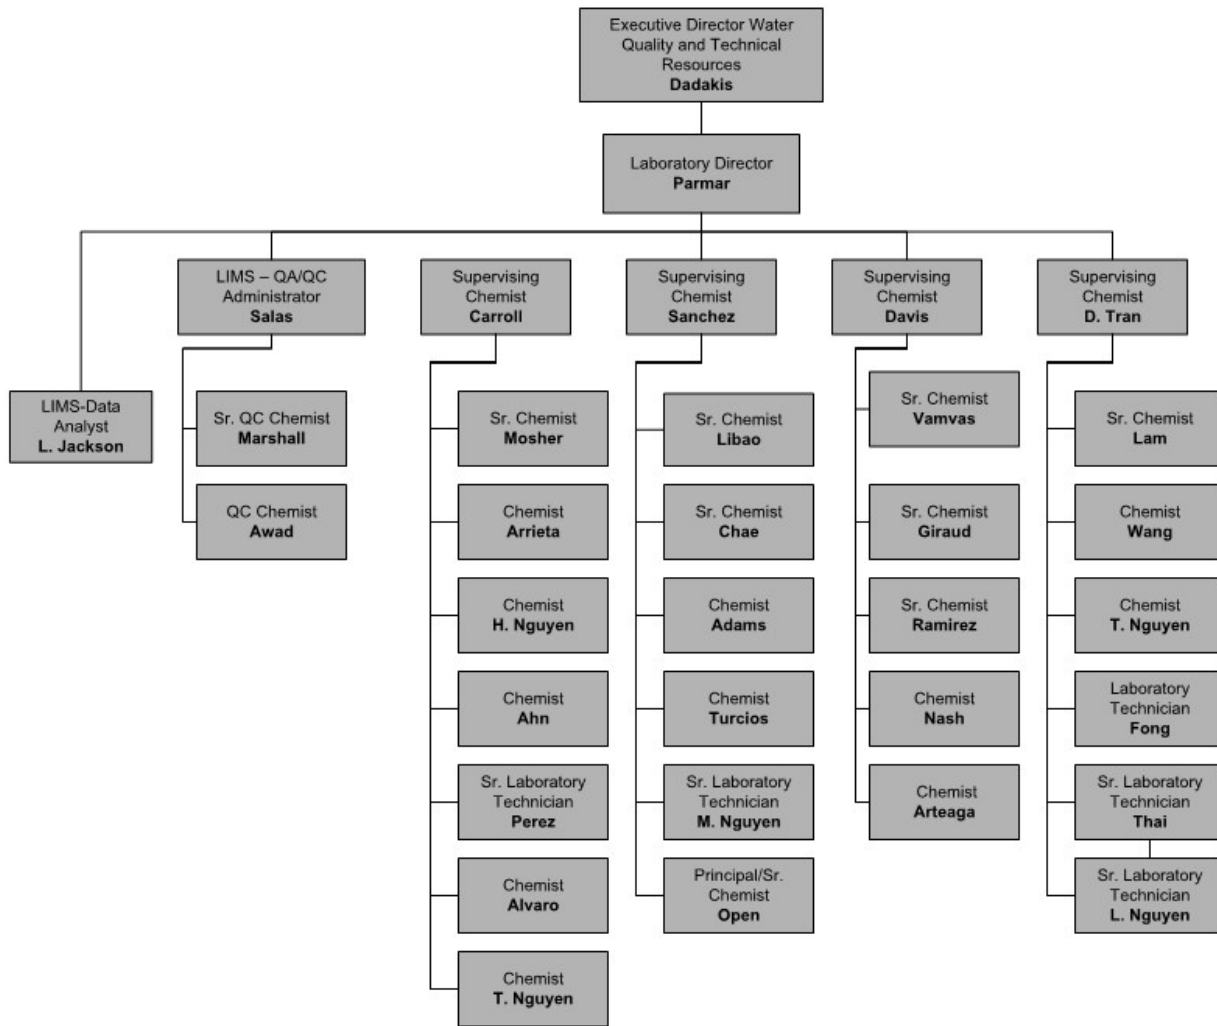 Executive Director Water
Quality and Technical
Resources
Dadakis
Laboratory Director
Parmar
LIMS-Data
Analyst
L. Jackson
LIMS – QA/QC
Administrator
Salas
Sr. QC Chemist
Marshall
QC Chemist
Awad
Supervising
Chemist
Carroll
Sr. Chemist
Mosher
Chemist
Arrieta
Chemist
H. Nguyen
Chemist
Ahn
Sr. Laboratory
Technician
Perez
Chemist
Alvaro
Chemist
T. Nguyen
Supervising
Chemist
Sanchez
Sr. Chemist
Libao
Sr. Chemist
Chae
Chemist
Adams
Chemist
Turcios
Sr. Laboratory
Technician
M. Nguyen
Principal/Sr.
Chemist
Open
Supervising
Chemist
Davis
Sr. Chemist
Vamvas
Sr. Chemist
Giraud
Sr. Chemist
Ramirez
Chemist
Nash
Chemist
Arteaga
Supervising
Chemist
D. Tran
Sr. Chemist
Lam
Chemist
Wang
Chemist
T. Nguyen
Laboratory
Technician
Fong
Sr. Laboratory
Technician
Thai
Sr. Laboratory
Technician
L. Nguyen